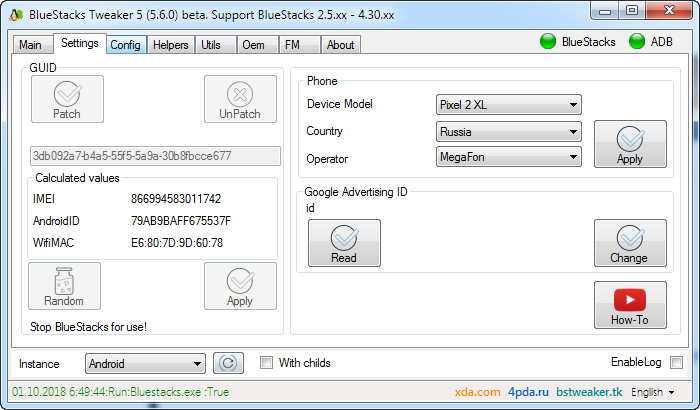 BlueStacks Tweaker 5 (5.6.0) beta. Support BlueStacks 2.5.xx - 4.30.xx
Main Settings Config Helpers Utils Oem FM About BlueStacks ADB
GUID
Patch UnPatch
3db092a7-b4a5-55f5-5a9a-30b8fbcce677
Calculated values
IMEI 866994583011742
AndroidID 79AB9BAFF675537F
WifiMAC E6:80:7D:9D:60:78
Random Apply
Stop BlueStacks for use!
Phone
Device Model Pixel 2 XL
Country Russia
Operator MegaFon
Apply
Google Advertising ID
id
Read Change
How-To
Instance Android With childs EnableLog
01.10.2018 6:49:44:Run:Bluestacks.exe :True xda.com 4pda.ru bstweaker.tk English